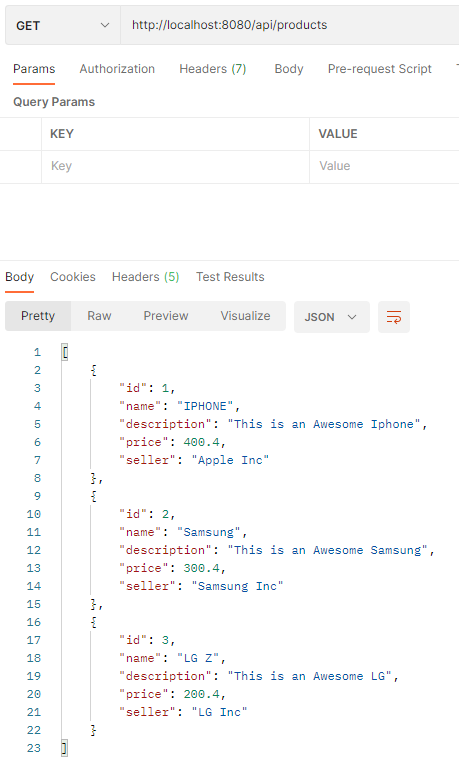 GET http://localhost:8080/api/products
Params Authorization Headers (7) Body Pre-request Script
Query Params
KEY VALUE
Key Value
Body Cookies Headers (5) Test Results
Pretty Raw Preview Visualize JSON
1 [
2 {
3 "id": 1,
4 "name": "IPHONE",
5 "description": "This is an Awesome Iphone",
6 "price": 400.4,
7 "seller": "Apple Inc"
8 },
9 {
10 "id": 2,
11 "name": "Samsung",
12 "description": "This is an Awesome Samsung",
13 "price": 300.4,
14 "seller": "Samsung Inc"
15 },
16 {
17 "id": 3,
18 "name": "LG Z",
19 "description": "This is an Awesome LG",
20 "price": 200.4,
21 "seller": "LG Inc"
22 }
23 ]